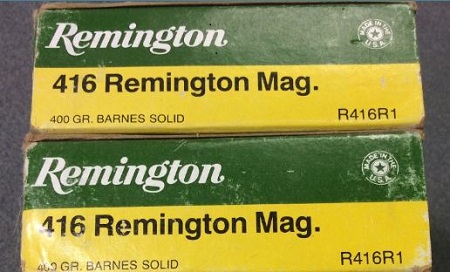 Remington
MADE IN THE U.S.A.
416 Remington Mag.
400 GR. BARNES SOLID R416R1
Remington
MADE IN THE U.S.A.
416 Remington Mag.
400 GR. BARNES SOLID R416R1